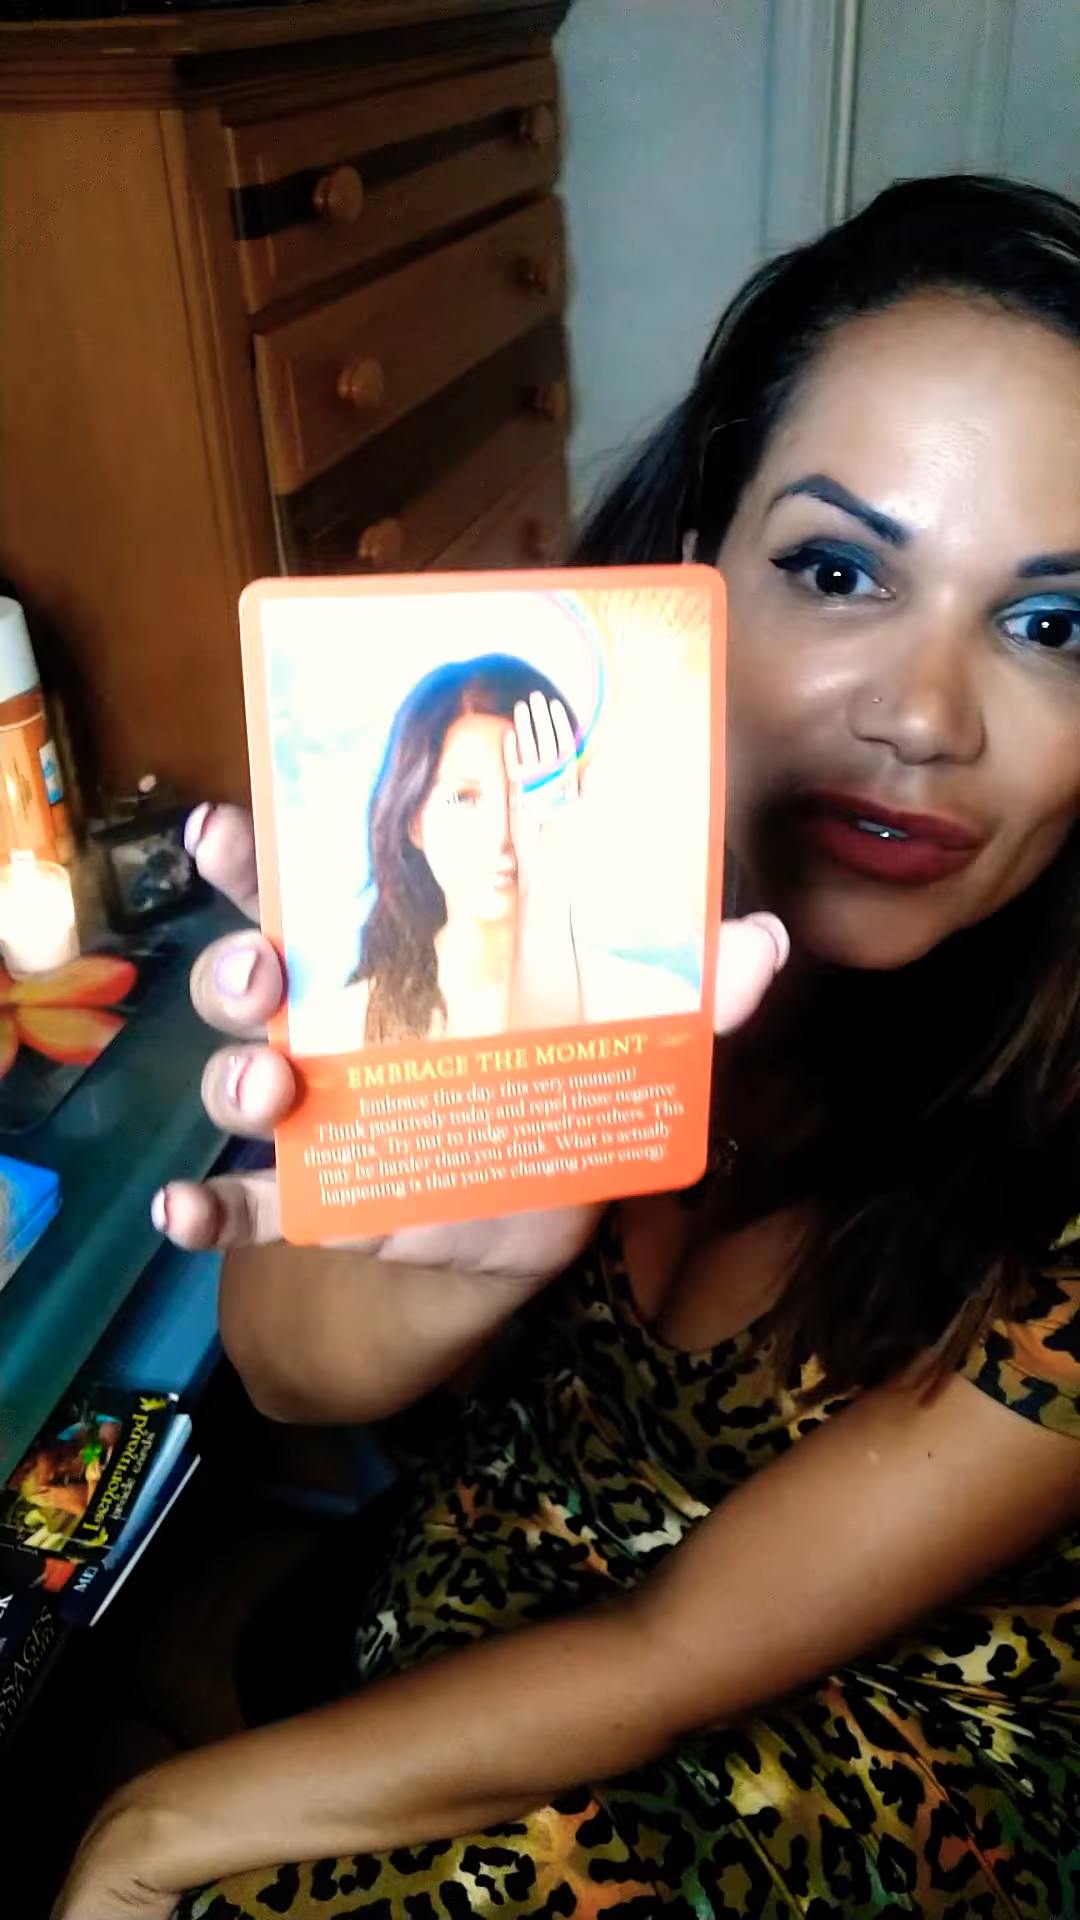 EMBRACE THE MOMENT
Embrace this day, this very moment!
Think positively today and repel those negative
thoughts. Try not to judge yourself or others. This
may be harder than you think. What is actually
happening is that you're changing your energy.
Lenormand
cards